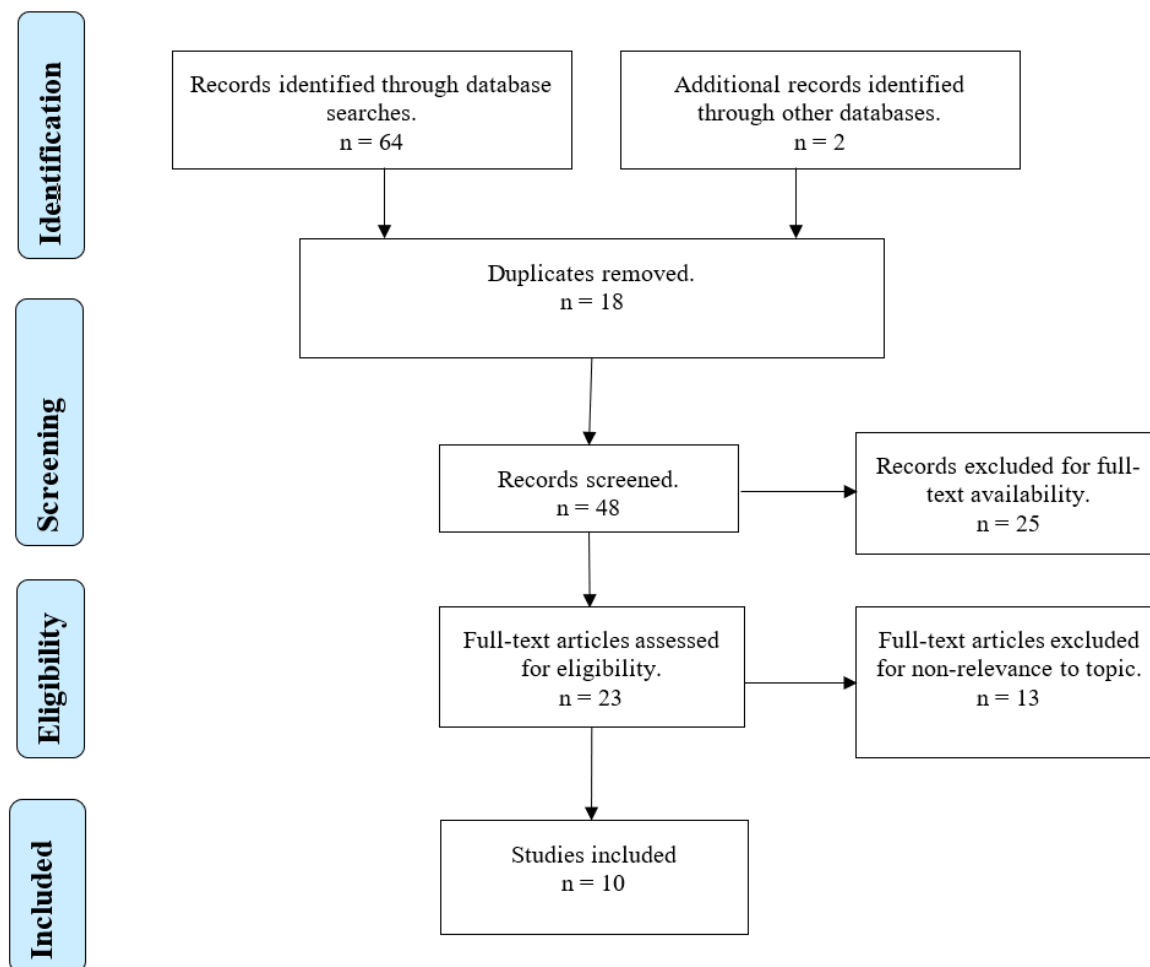 Identification
Records identified through database
searches.
n = 64
Additional records identified
through other databases.
n = 2
Duplicates removed.
n = 18
Screening
Records screened.
n = 48
Records excluded for full-
text availability.
n = 25
Eligibility
Full-text articles assessed
for eligibility.
n = 23
Full-text articles excluded
for non-relevance to topic.
n = 13
Included
Studies included
n = 10